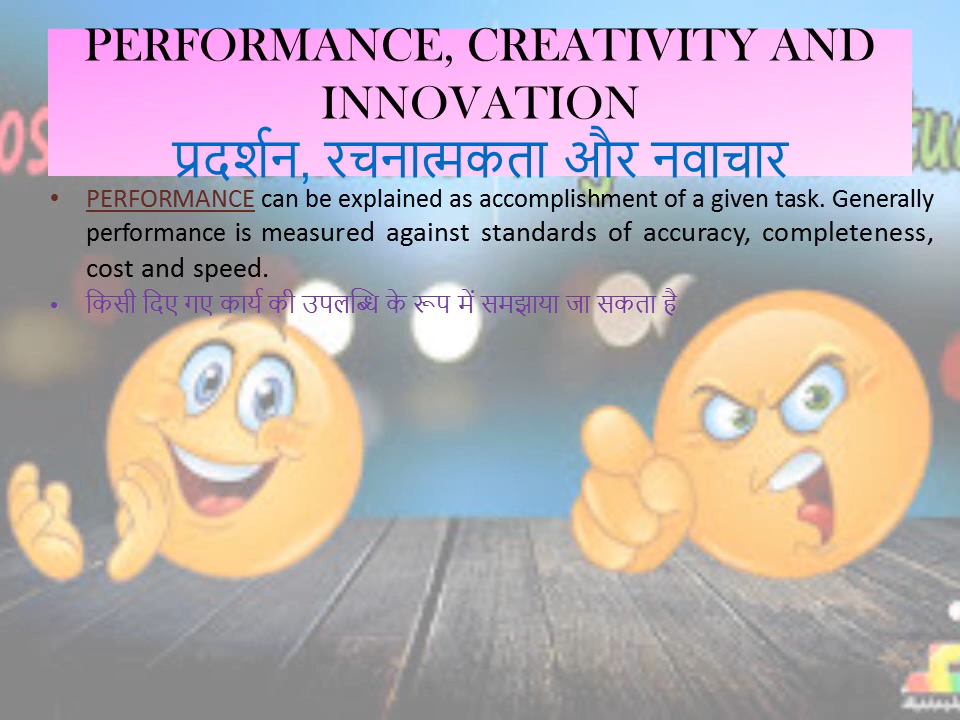 PERFORMANCE, CREATIVITY AND
INNOVATION
प्रदर्शन, रचनात्मकता और नवाचार
• PERFORMANCE can be explained as accomplishment of a given task. Generally
performance is measured against standards of accuracy, completeness,
cost and speed.
• किसी दिए गए कार्य की उपलब्धि के रूप में समझाया जा सकता है